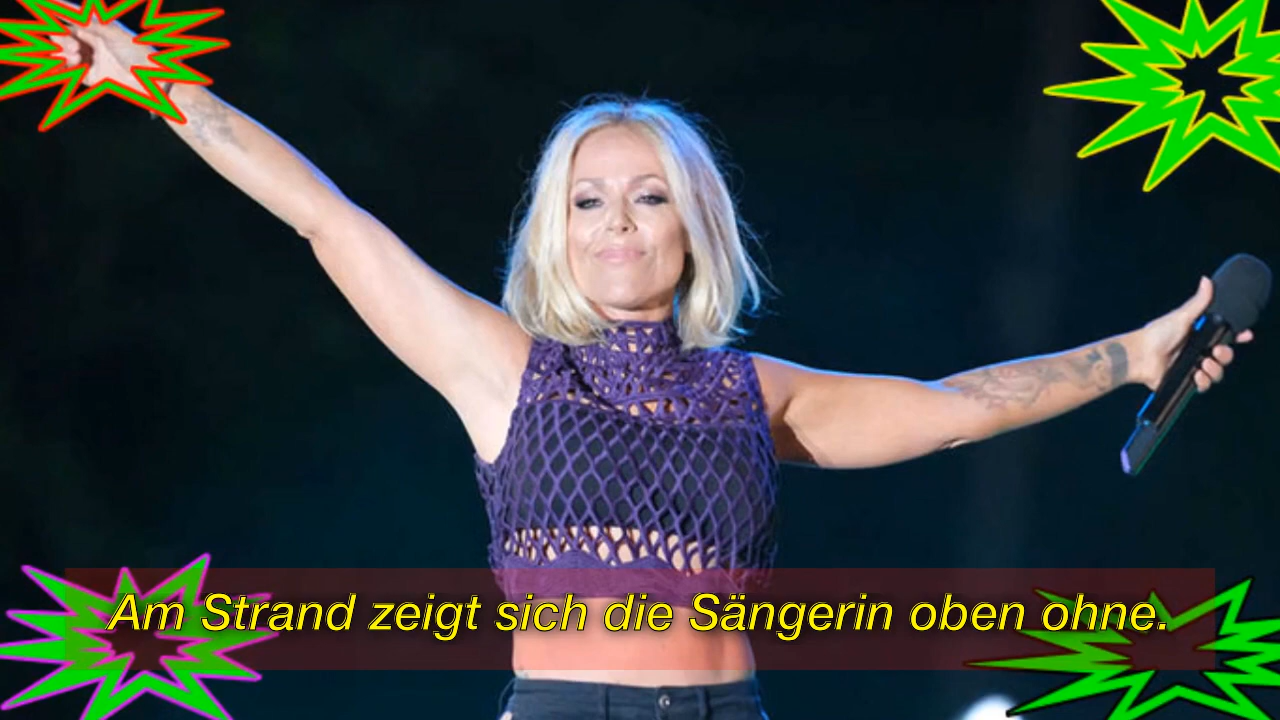 Am Strand zeigt sich die Sängerin oben ohne.